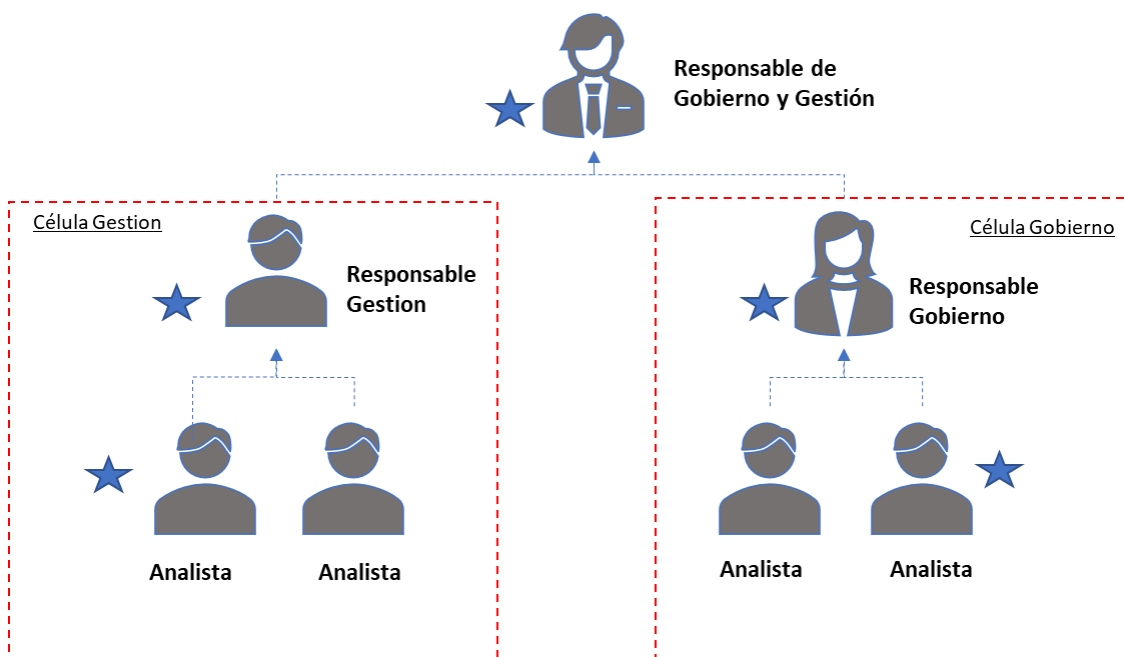 Responsable de
Gobierno y Gestión
Célula Gestion
Responsable
Gestion
Analista
Analista
Célula Gobierno
Responsable
Gobierno
Analista
Analista